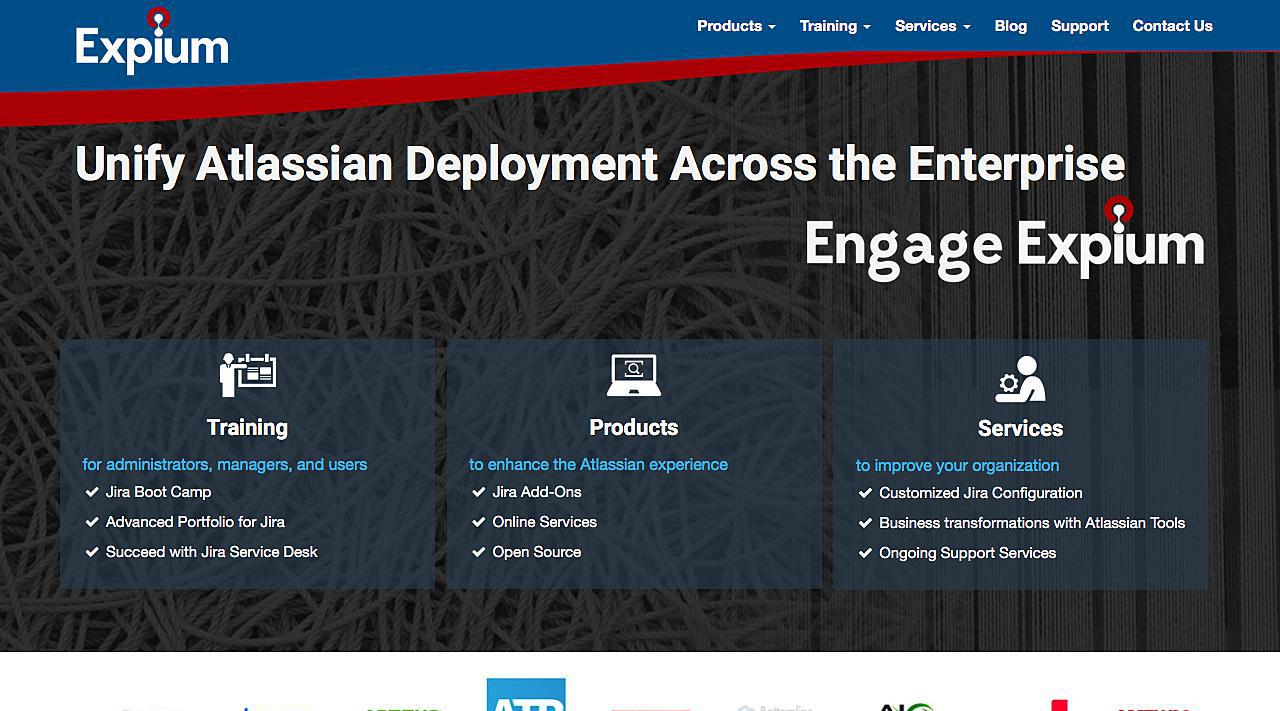 Expium
Products Training Services Blog Support Contact Us
Unify Atlassian Deployment Across the Enterprise
Engage Expium
Training
for administrators, managers, and users
Jira Boot Camp
Advanced Portfolio for Jira
Succeed with Jira Service Desk
Products
to enhance the Atlassian experience
Jira Add-Ons
Online Services
Open Source
Services
to improve your organization
Customized Jira Configuration
Business transformations with Atlassian Tools
Ongoing Support Services